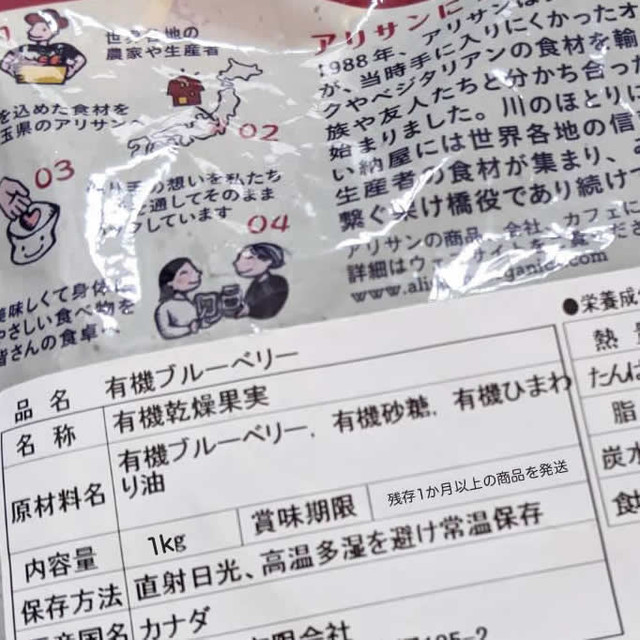 世界
農家や生産者
を込めた食材を
玉県のアリサン
02
03
の想いを私たち
通してそのまま
しています
04
美味しくて身体に
やさしい食べ物を
皆さんの食卓
アリサンに
1988年、アリサン
が、当時手に入りにくかったオ
クやベジタリアンの食材を輸
族や友人たちと分かち合った
始まりました。川のほとりに
い納屋には世界各地の信
生産者の食材が集まり、
繋ぐ架け橋役であり続け
アリサンの商品 会社、カフェに
詳細はウェ
www.ali
.com
品名 有機ブルーベリー
名称 有機乾燥果実
原材料名 有機ブルーベリー, 有機砂糖, 有機ひまわ
り油
内容量 1kg 賞味期限 残存1か月以上の商品を発送
保存方法 直射日光、高温多湿を避け常温保存
産国名 カナダ
有限会社
●栄養成
熱
たんぱ
脂
炭水
食